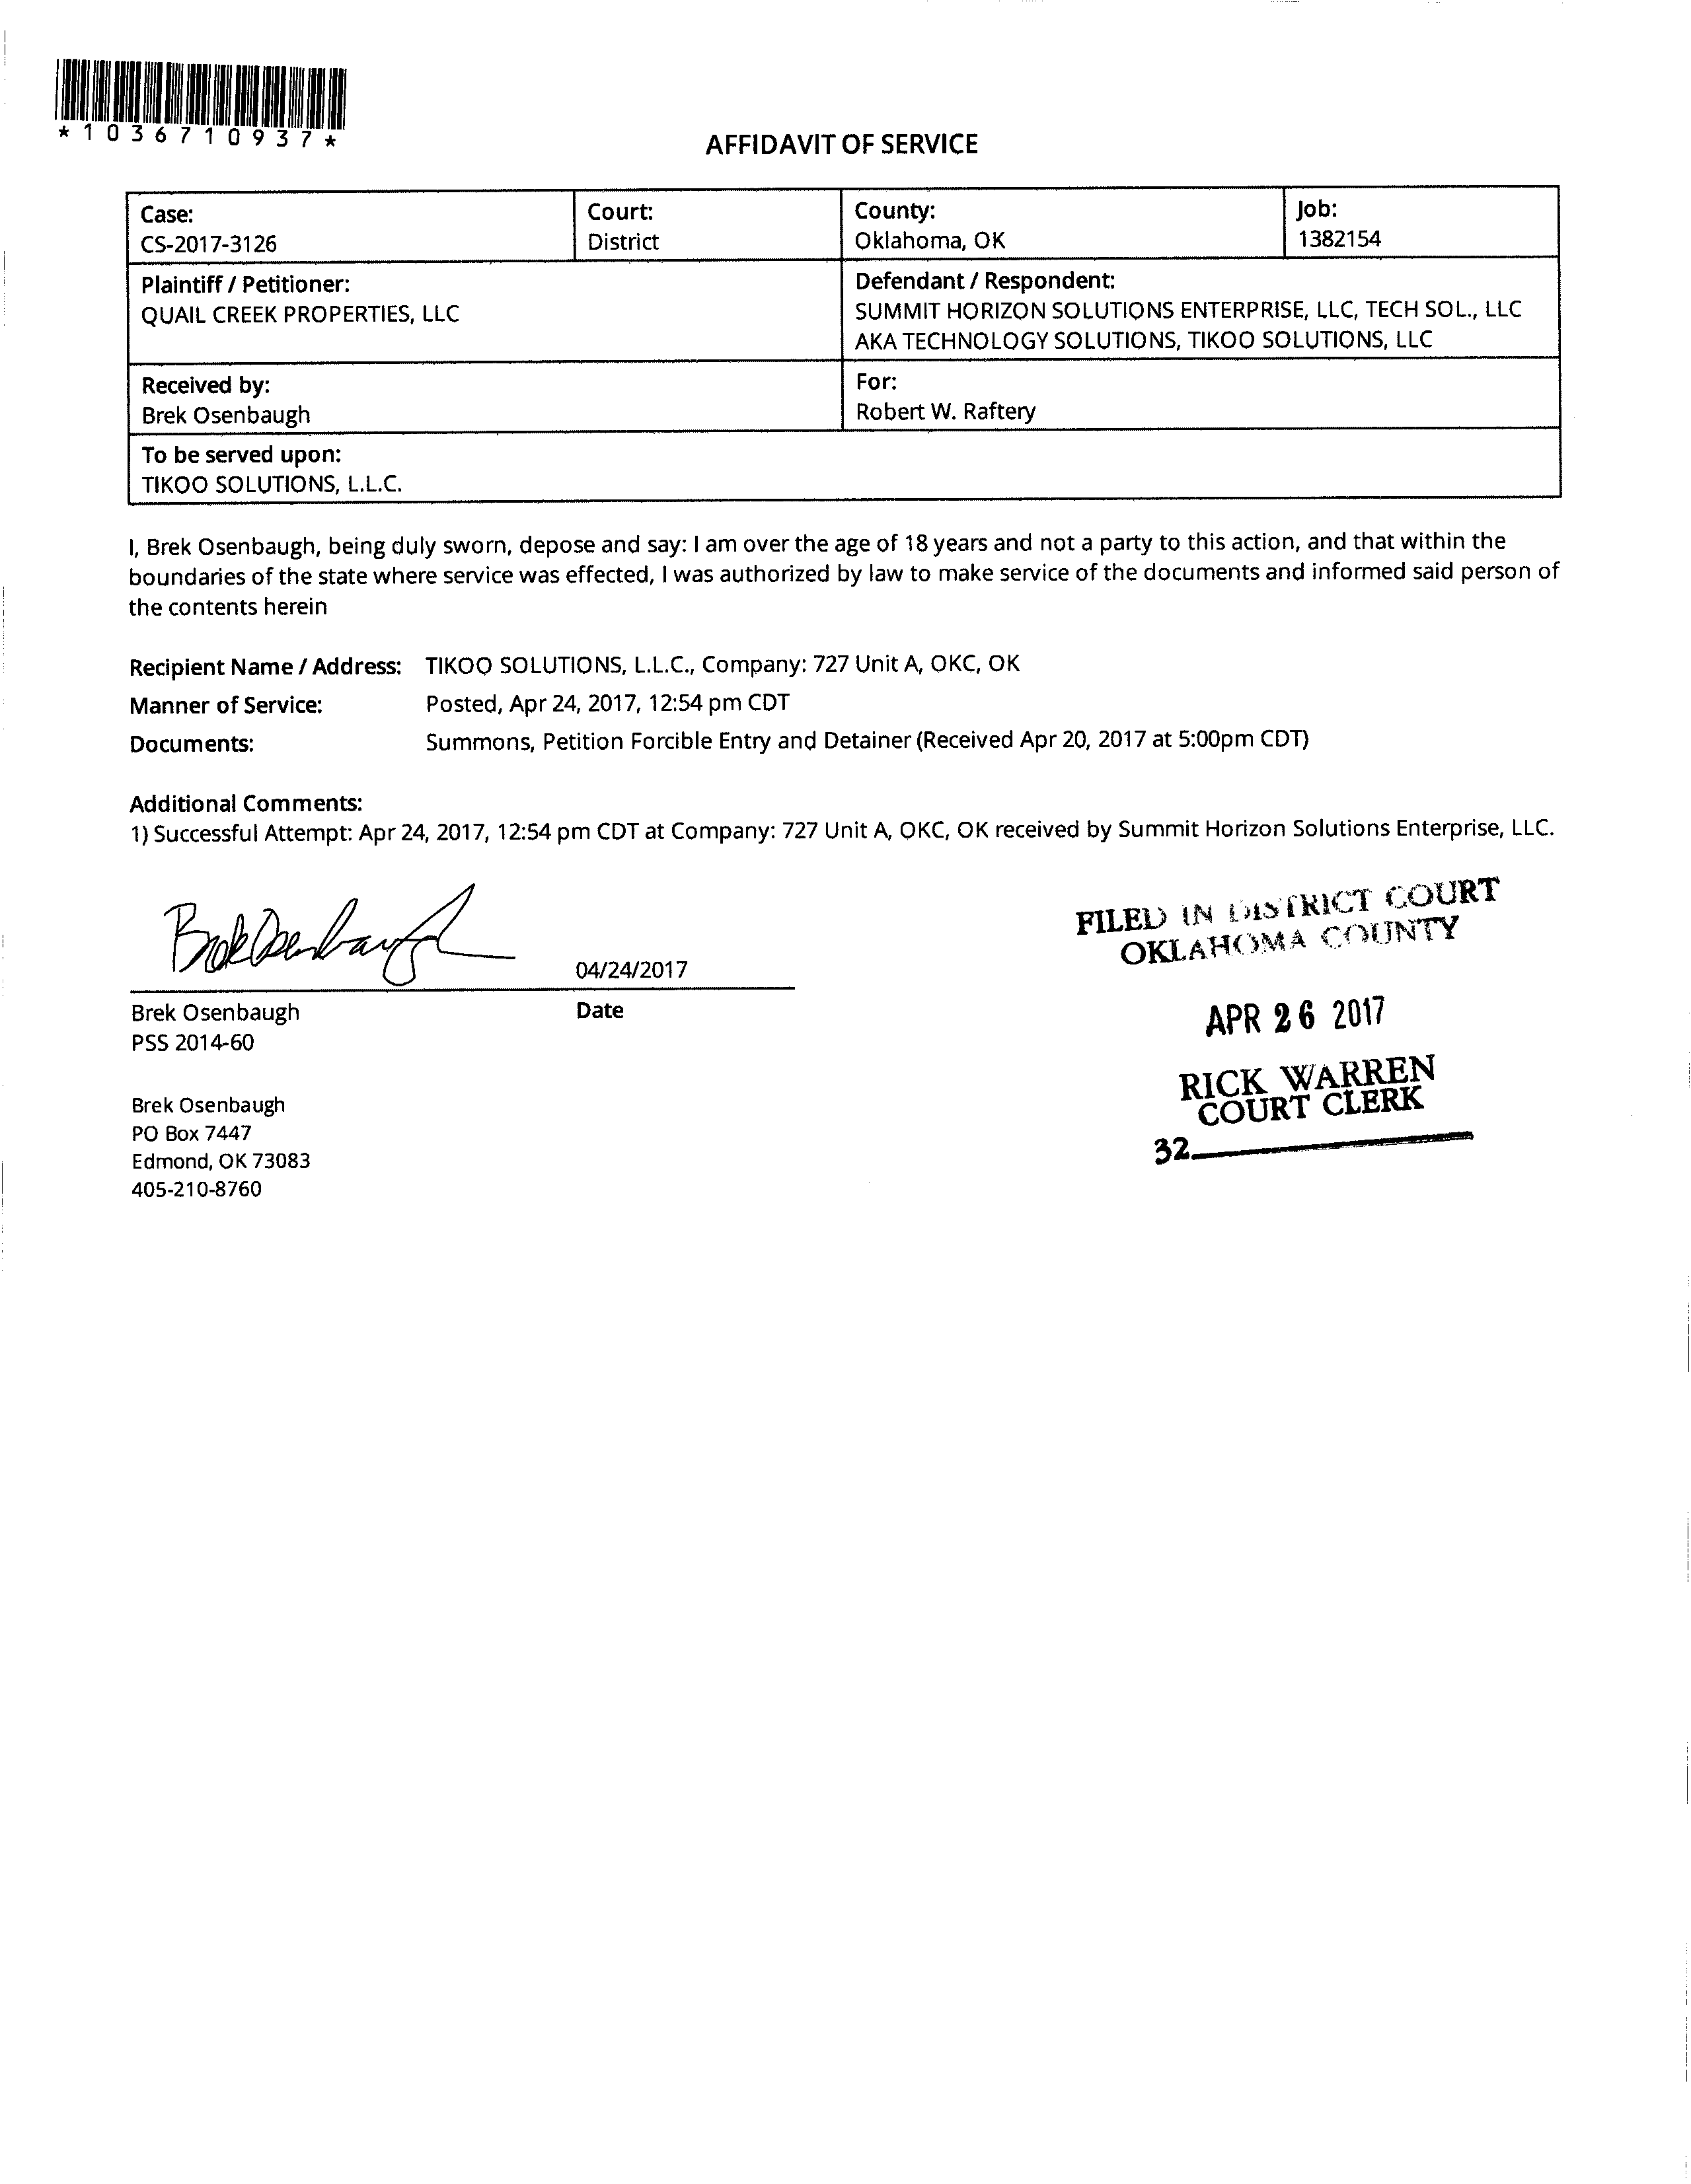 *1036710937*
AFFIDAVIT OF SERVICE
Case:
CS-2017-3126
Court:
District
County:
Oklahoma, OK
Job:
1382154
Plaintiff / Petitioner:
QUAIL CREEK PROPERTIES, LLC
Defendant / Respondent:
SUMMIT HORIZON SOLUTIONS ENTERPRISE, LLC, TECH SOL., LLC
AKA TECHNOLOGY SOLUTIONS, TIKOO SOLUTIONS, LLC
Received by:
Brek Osenbaugh
For:
Robert W. Raftery
To be served upon:
TIKOO SOLUTIONS, L.L.C.
I, Brek Osenbaugh, being duly sworn, depose and say: I am over the age of 18 years and not a party to this action, and that within the
boundaries of the state where service was effected, I was authorized by law to make service of the documents and informed said person of
the contents herein
Recipient Name / Address: TIKOO SOLUTIONS, L.L.C., Company: 727 Unit A, OKC, OK
Manner of Service: Posted, Apr 24, 2017, 12:54 pm CDT
Documents: Summons, Petition Forcible Entry and Detainer (Received Apr 20, 2017 at 5:00pm CDT)
Additional Comments:
1) Successful Attempt: Apr 24, 2017, 12:54 pm CDT at Company: 727 Unit A, OKC, OK received by Summit Horizon Solutions Enterprise, LLC.
Brek Osenbaugh
04/24/2017
Brek Osenbaugh
Date
PSS 2014-60
Brek Osenbaugh
PO Box 7447
Edmond, OK 73083
405-210-8760
FILED IN DISTRICT COURT
OKLAHOMA COUNTY
APR 26 2017
RICK WARREN
COURT CLERK
32